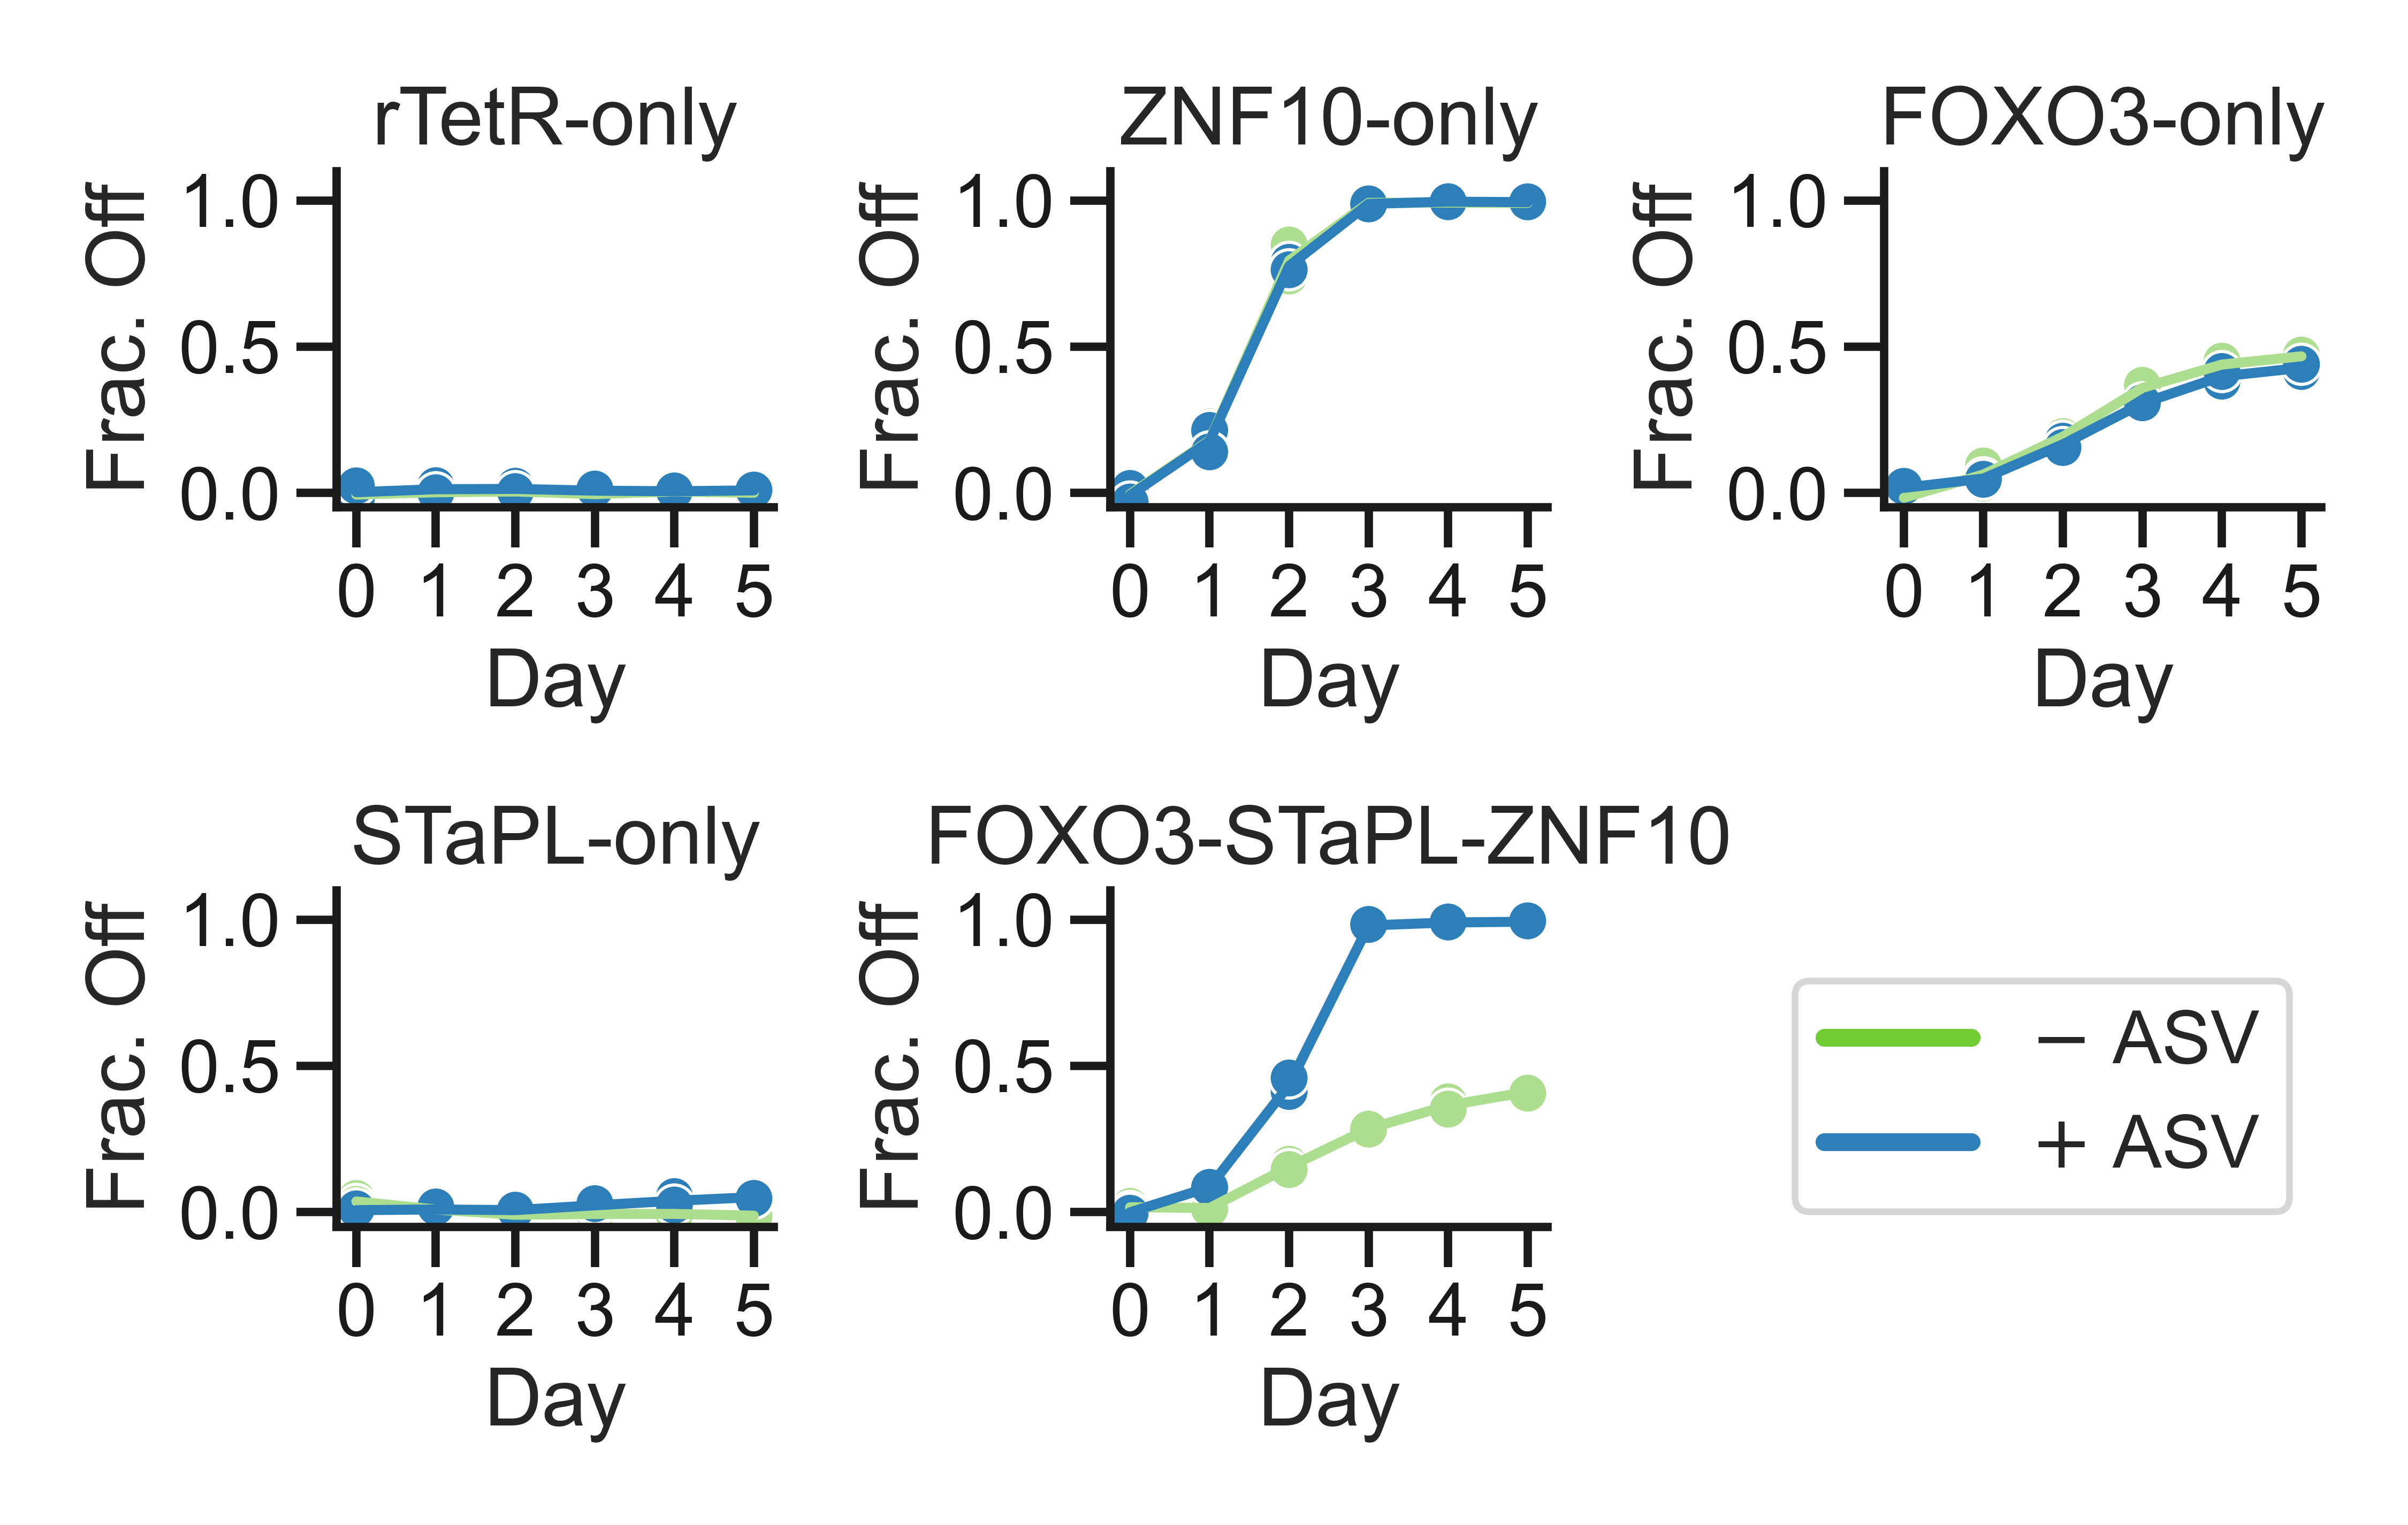 rTetR-only
Frac. Off
1.0
0.5
0.0
0 1 2 3 4 5
Day
ZNF10-only
Frac. Off
1.0
0.5
0.0
0 1 2 3 4 5
Day
FOXO3-only
Frac. Off
1.0
0.5
0.0
0 1 2 3 4 5
Day
STaPL-only
Frac. Off
1.0
0.5
0.0
0 1 2 3 4 5
Day
FOXO3-STaPL-ZNF10
Frac. Off
1.0
0.5
0.0
0 1 2 3 4 5
Day
− ASV
+ ASV